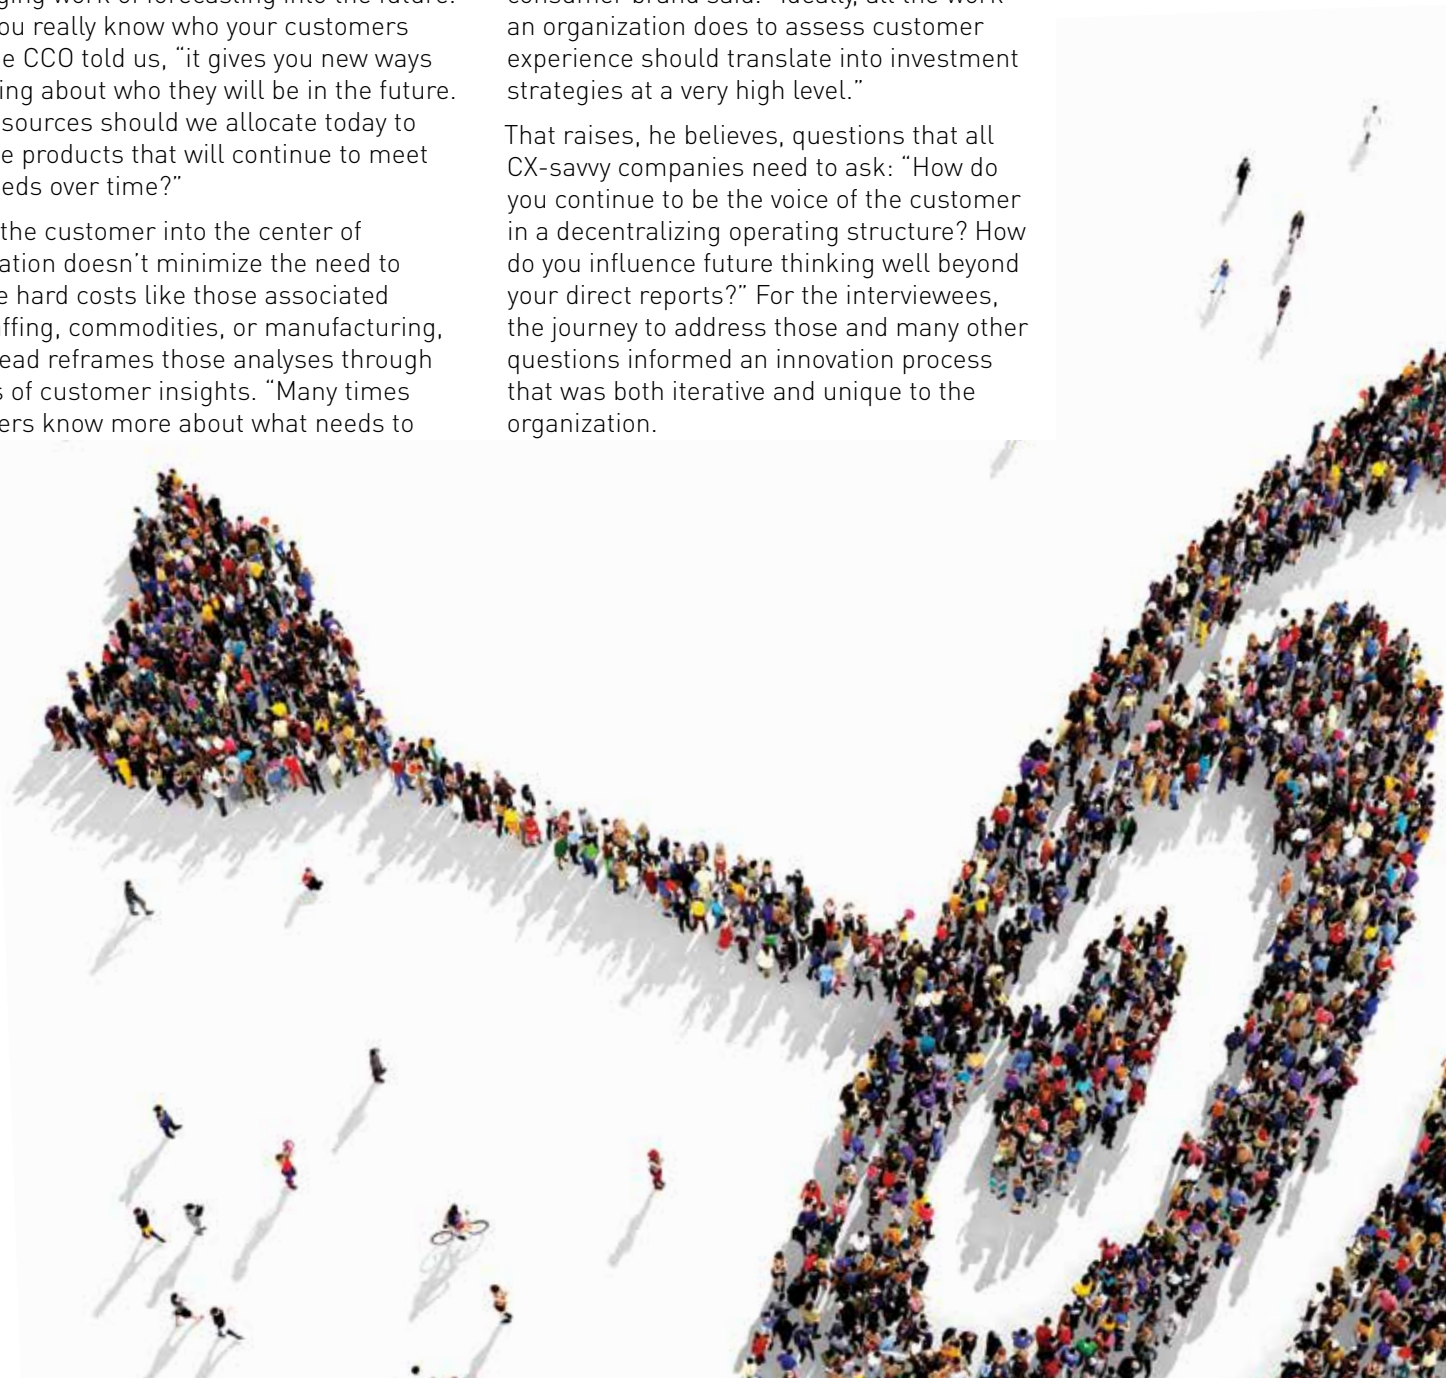 work of forecasting into the future.
ou really know who your customers
e CCO told us, “it gives you new ways
ing about who they will be in the future.
sources should we allocate today to
e products that will continue to meet
eds over time?”
the customer into the center of
ation doesn’t minimize the need to
e hard costs like those associated
ffing, commodities, or manufacturing,
ead reframes those analyses through
s of customer insights. “Many times
ers know more about what needs to
consumer brand said. “Ideally, all the work
an organization does to assess customer
experience should translate into investment
strategies at a very high level.”
That raises, he believes, questions that all
CX-savvy companies need to ask: “How do
you continue to be the voice of the customer
in a decentralizing operating structure? How
do you influence future thinking well beyond
your direct reports?” For the interviewees,
the journey to address those and many other
questions informed an innovation process
that was both iterative and unique to the
organization.